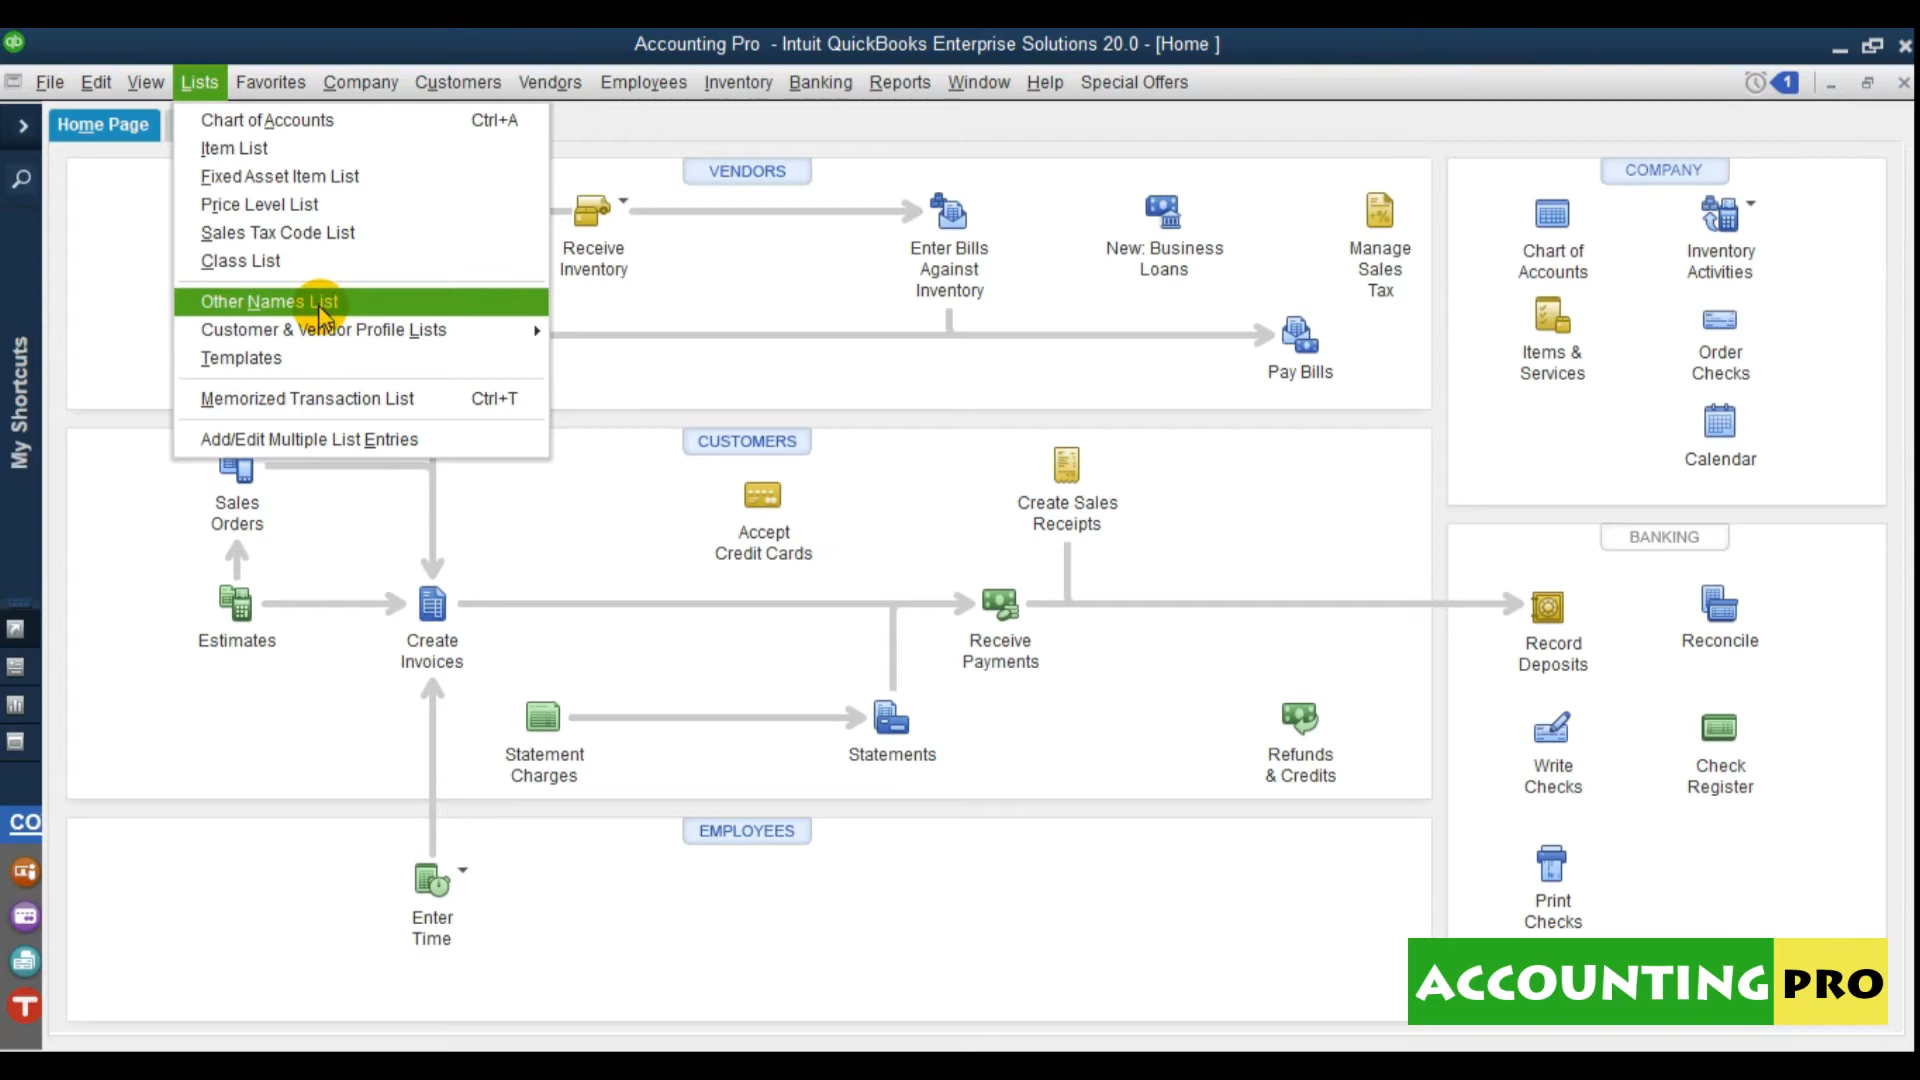 Accounting Pro - Intuit QuickBooks Enterprise Solutions 20.0 - [Home ]
File Edit View Lists Favorites Company Customers Vendors Employees Inventory Banking Reports Window Help Special Offers
1
Home Page
Chart of Accounts Ctrl+A
Item List
Fixed Asset Item List
Price Level List
Sales Tax Code List
Class List
Other Names List
Customer & Vendor Profile Lists
Templates
Memorized Transaction List Ctrl+T
Add/Edit Multiple List Entries
My Shortcuts
CO
VENDORS
Receive
Inventory
Enter Bills
Against
Inventory
New: Business
Loans
Manage
Sales
Tax
Pay Bills
CUSTOMERS
Sales
Orders
Accept
Credit Cards
Create Sales
Receipts
Estimates
Create
Invoices
Receive
Payments
Statement
Charges
Statements
Refunds
& Credits
EMPLOYEES
Enter
Time
COMPANY
Chart of
Accounts
Inventory
Activities
Items &
Services
Order
Checks
Calendar
BANKING
Record
Deposits
Reconcile
Write
Checks
Check
Register
Print
Checks
ACCOUNTING PRO